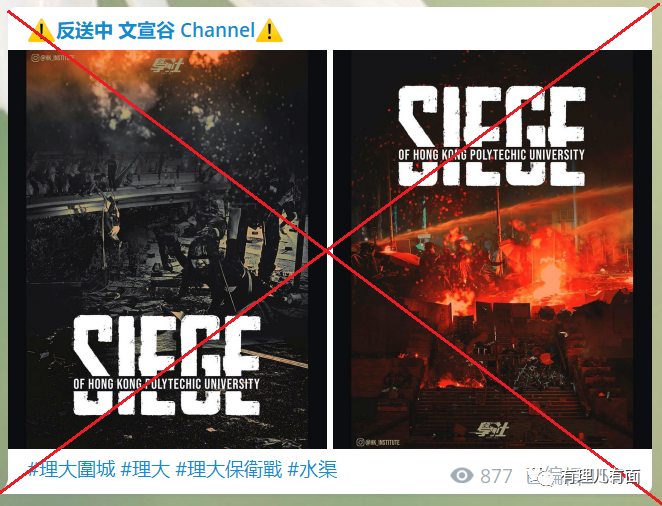 ⚠️反送中 文宣谷 Channel⚠️
@HK_INSTITUTE
學社
SIEGE
OF HONG KONG POLYTECHIC UNIVERSITY
SIEGE
OF HONG KONG POLYTECHIC UNIVERSITY
學社
@HK_INSTITUTE
#理大圍城 #理大 #理大保衛戰 #水渠
877
有理儿有面